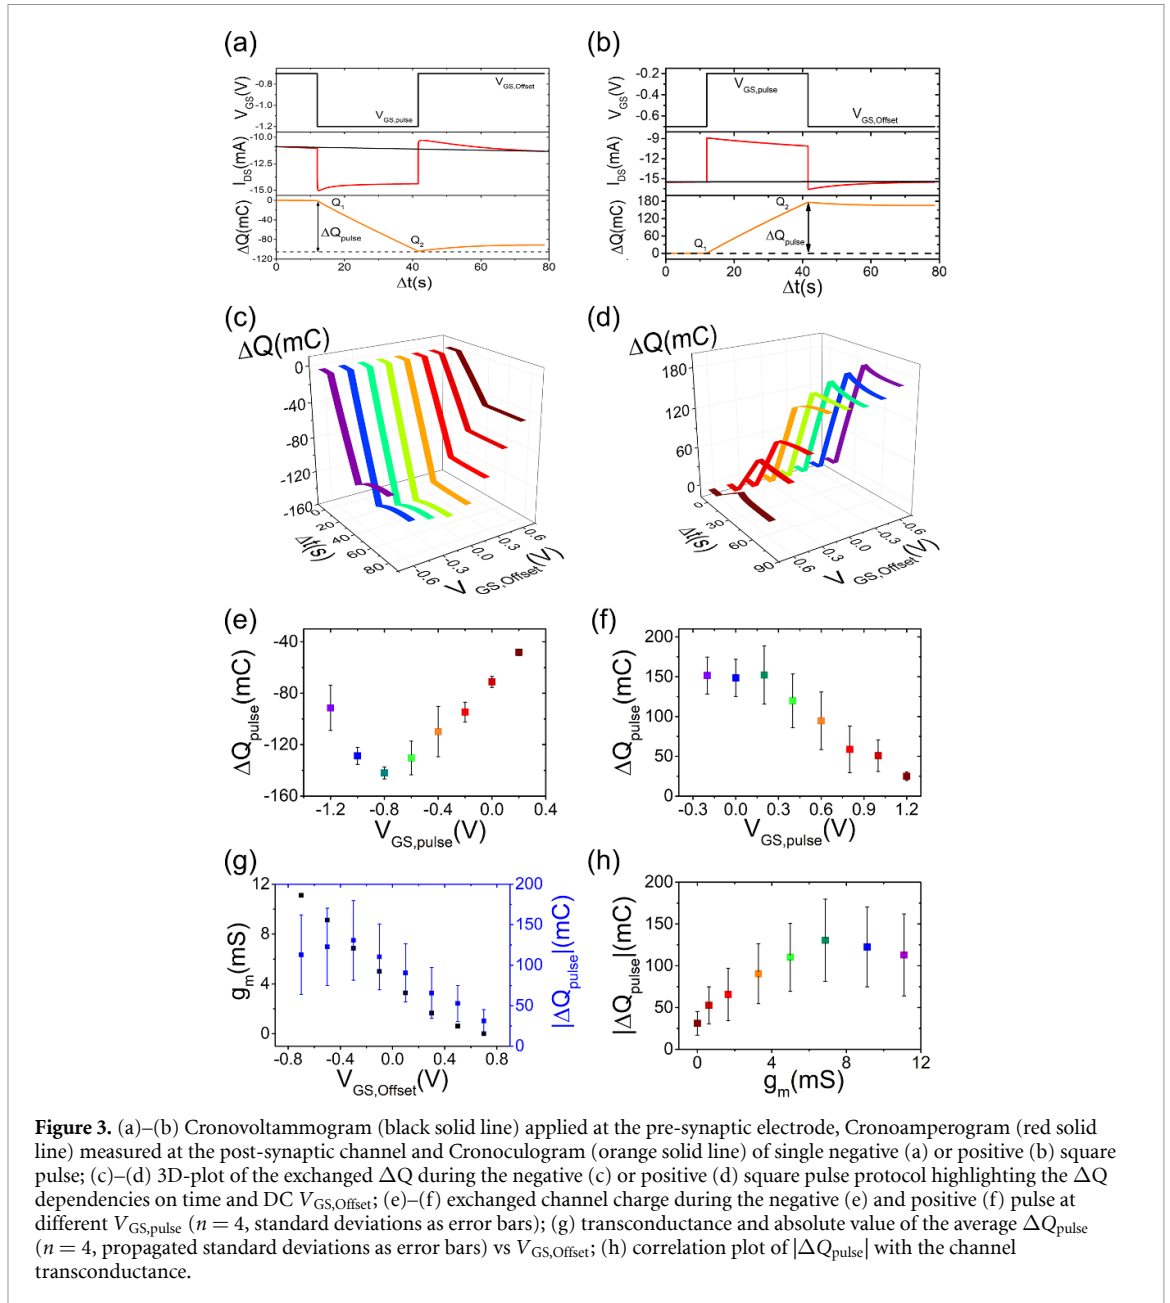 (a)
V_GS(V)
-0.8
-1.0
-1.2
V_GS,Offset
V_GS,pulse
I_DS(mA)
-10.0
-12.5
-15.0
ΔQ(mC)
0
-40
-80
-120
Q_1
ΔQ_pulse
Q_2
0 20 40 60 80
Δt(s)
(b)
V_GS(V)
-0.2
-0.4
-0.6
V_GS,pulse
V_GS,Offset
I_DS(mA)
-9
-12
-15
ΔQ(mC)
180
120
60
0
Q_2
Q_1
ΔQ_pulse
0 20 40 60 80
Δt(s)
(c)
ΔQ(mC)
0
-40
-80
-120
-160
0
20
40
60
80
Δt(s)
-0.6
-0.3
0.0
0.3
0.6
V_GS,Offset(V)
(d)
ΔQ(mC)
180
120
60
0
0
30
60
90
Δt(s)
0.6
0.3
0.0
-0.3
-0.6
V_GS,Offset(V)
(e)
ΔQ_pulse(mC)
-40
-80
-120
-160
-1.2 -0.8 -0.4 0.0 0.4
V_GS,pulse(V)
(f)
ΔQ_pulse(mC)
200
150
100
50
0
-0.3 0.0 0.3 0.6 0.9 1.2
V_GS,pulse(V)
(g)
g_m(mS)
12
8
4
0
200
150
100
50
0
|ΔQ_pulse|(mC)
-0.8 -0.4 0.0 0.4 0.8
V_GS,Offset(V)
(h)
|ΔQ_pulse|(mC)
200
150
100
50
0
0 4 8 12
g_m(mS)
Figure 3. (a)–(b) Cronovoltammogram (black solid line) applied at the pre-synaptic electrode, Cronoamperogram (red solid
line) measured at the post-synaptic channel and Cronoculogram (orange solid line) of single negative (a) or positive (b) square
pulse; (c)–(d) 3D-plot of the exchanged ΔQ during the negative (c) or positive (d) square pulse protocol highlighting the ΔQ
dependencies on time and DC V_GS,Offset; (e)–(f) exchanged channel charge during the negative (e) and positive (f) pulse at
different V_GS,pulse (n = 4, standard deviations as error bars); (g) transconductance and absolute value of the average ΔQ_pulse
(n = 4, propagated standard deviations as error bars) vs V_GS,Offset; (h) correlation plot of |ΔQ_pulse| with the channel
transconductance.